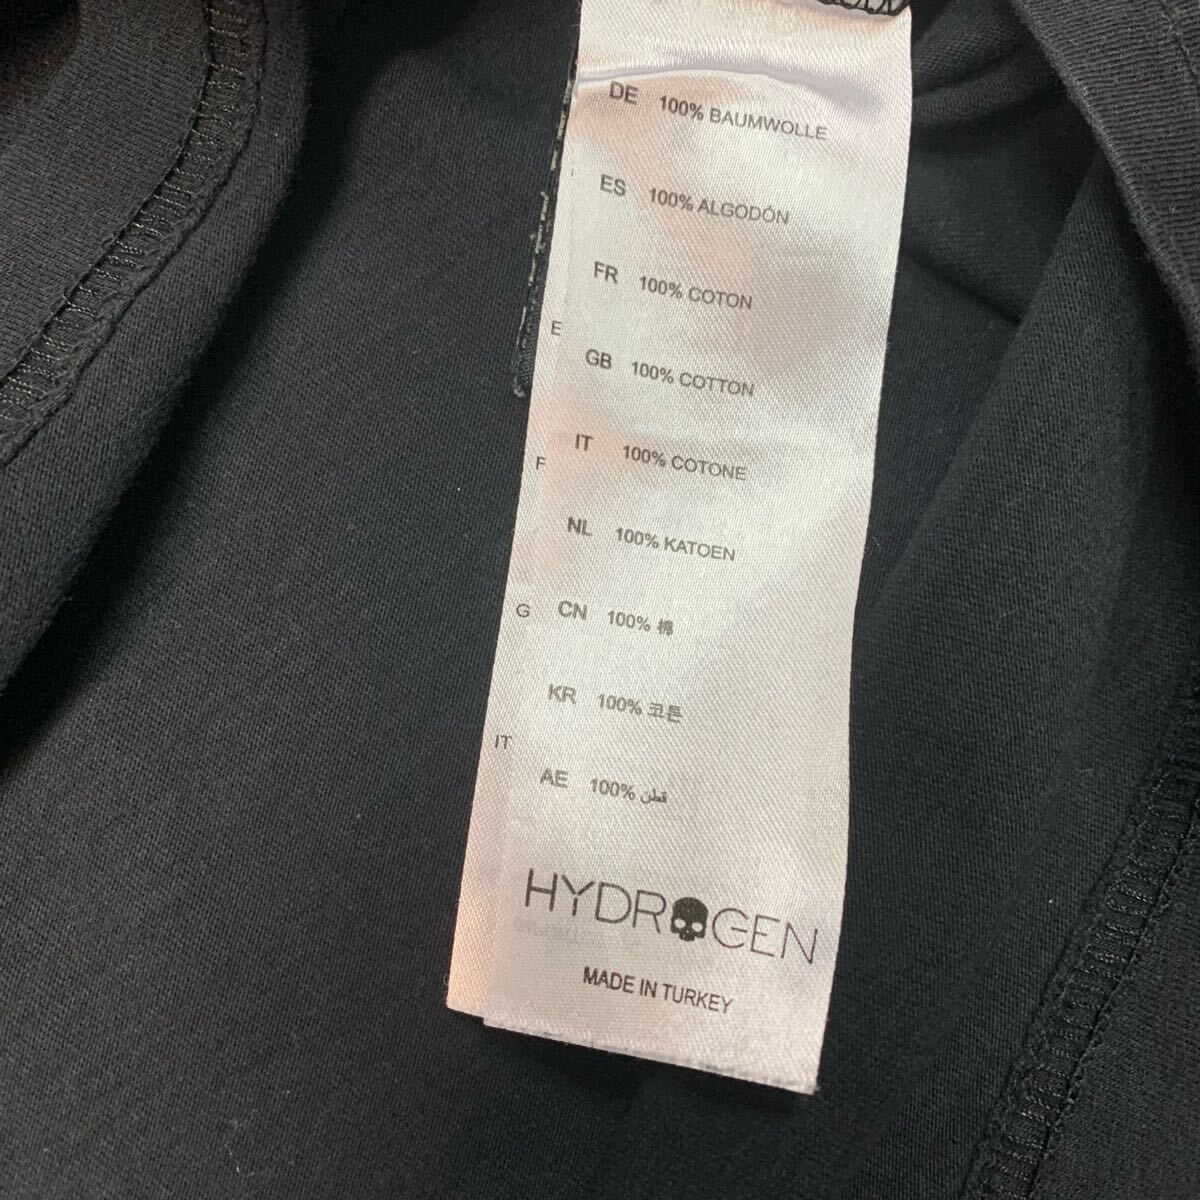 DE 100% BAUMWOLLE
ES 100% ALGODÓN
FR 100% COTON
E
GB 100% COTTON
IT 100% COTONE
F
NL 100% KATOEN
G
CN 100% 棉
KR 100% 코튼
IT
AE 100% قطن
HYDROGEN
MADE IN TURKEY